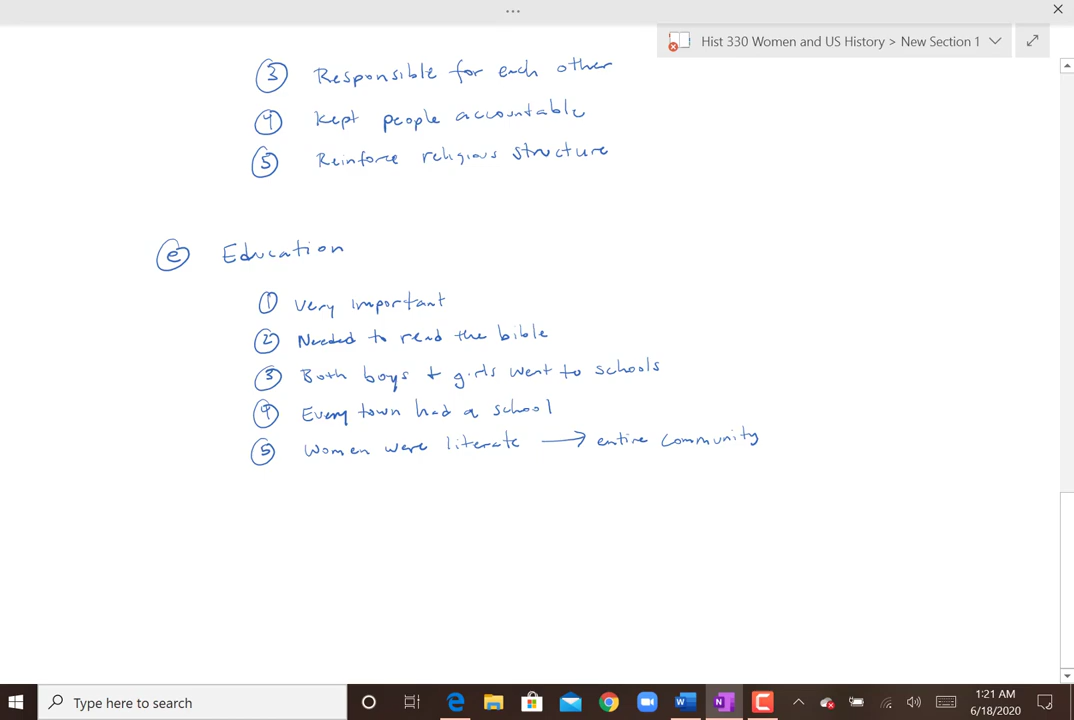 Hist 330 Women and US History > New Section 1
③ Responsible for each other
④ Kept people accountable
⑤ Reinforce religious structure
ⓔ Education
① Very important
② Needed to read the bible
③ Both boys + girls went to schools
④ Every town had a school
⑤ Women were literate → entire community
Type here to search
1:21 AM
6/18/2020